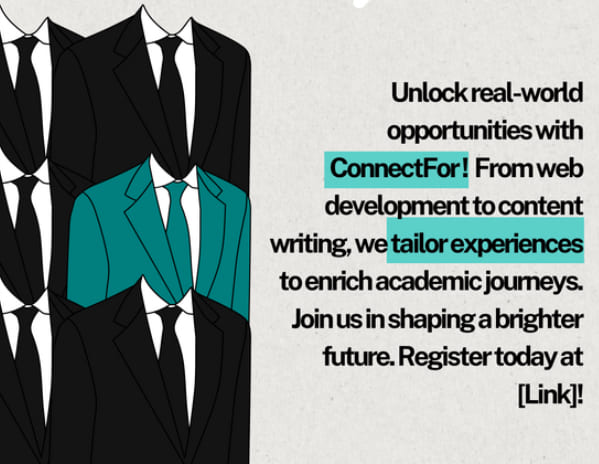 Unlock real-world
opportunities with
ConnectFor! From web
development to content
writing, we tailor experiences
to enrich academic journeys.
Join us in shaping a brighter
future. Register today at
[Link]!